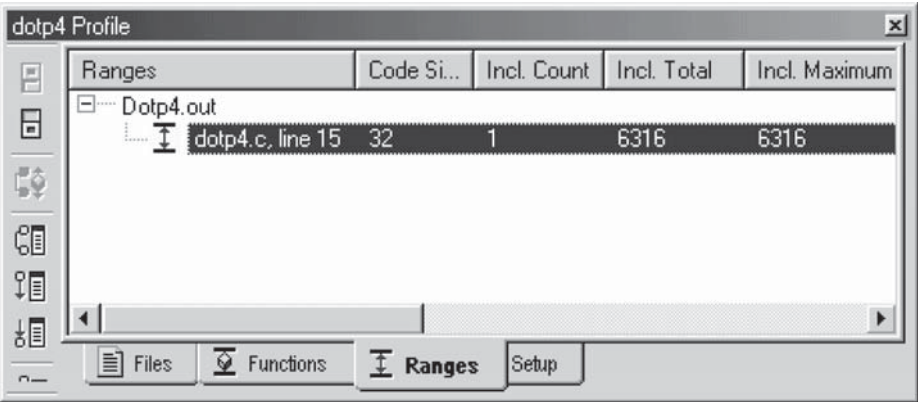 dotp4 Profile
Ranges Code Si... Incl. Count Incl. Total Incl. Maximum
Dotp4.out
dotp4.c, line 15 32 1 6316 6316
Files Functions Ranges Setup